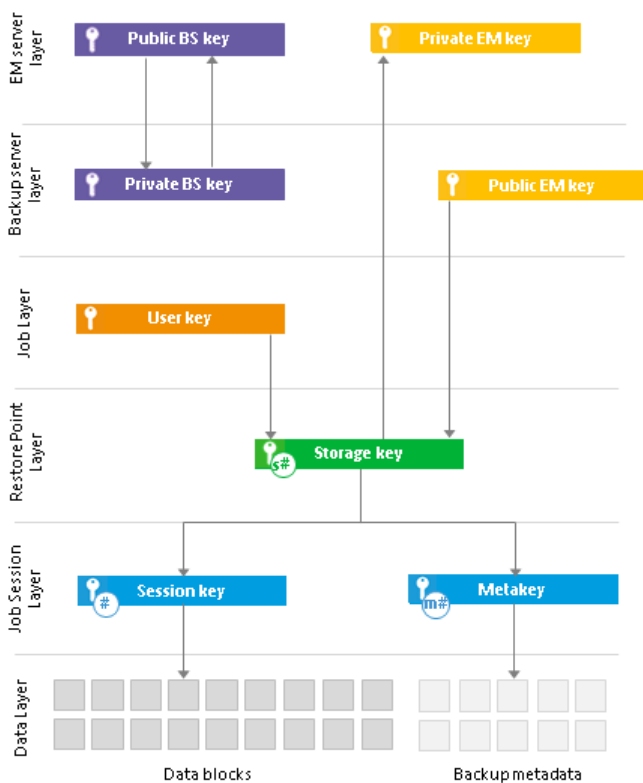 EM server
layer
Public BS key
Private EM key
Backup server
layer
Private BS key
Public EM key
Job Layer
User key
Restore Point
Layer
Storage key
s#
Job Session
Layer
Session key
#
Metakey
m#
Data Layer
Data blocks
Backup metadata